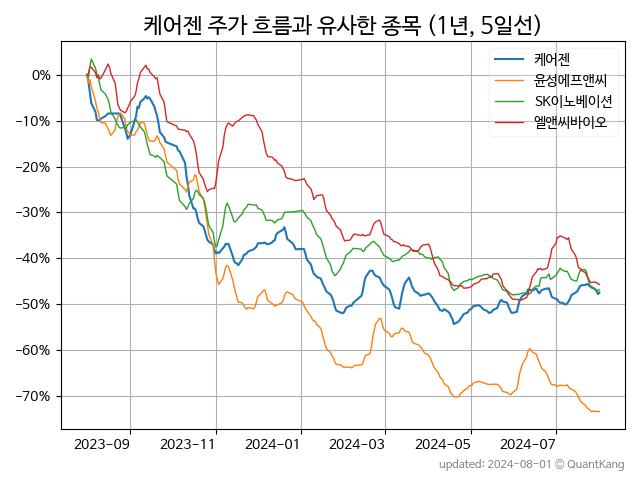 케어젠 주가 흐름과 유사한 종목 (1년, 5일선)
케어젠
윤성에프앤씨
SK이노베이션
엘앤씨바이오
0%
−10%
−20%
−30%
−40%
−50%
−60%
−70%
2023-09 2023-11 2024-01 2024-03 2024-05 2024-07
updated: 2024-08-01 © QuantKang